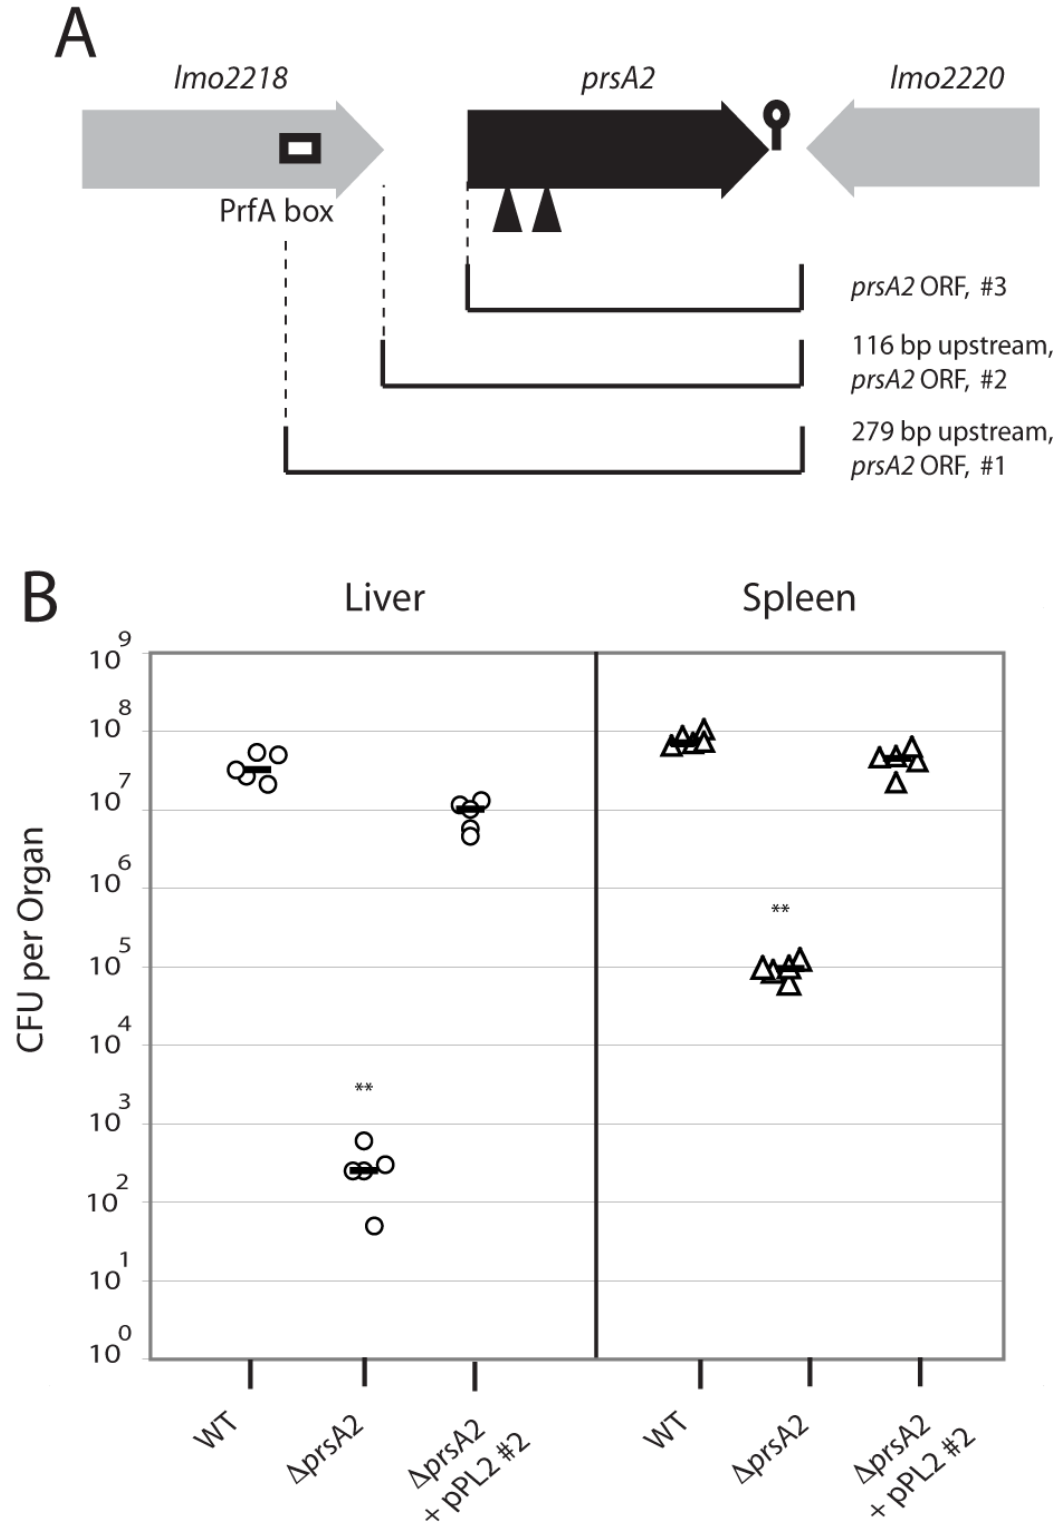 A
lmo2218 prsA2 lmo2220
PrfA box
prsA2 ORF, #3
116 bp upstream,
prsA2 ORF, #2
279 bp upstream,
prsA2 ORF, #1
B
Liver Spleen
CFU per Organ
10^9
10^8
10^7
10^6
10^5
10^4
10^3
10^2
10^1
10^0
**
**
WT
ΔprsA2
ΔprsA2
+ pPL2 #2
WT
ΔprsA2
ΔprsA2
+ pPL2 #2